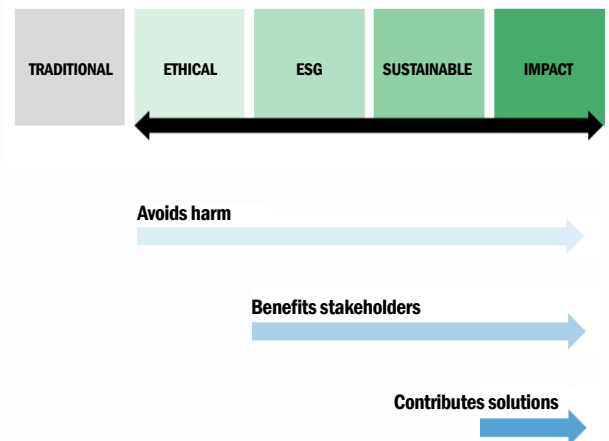 TRADITIONAL
ETHICAL
ESG
SUSTAINABLE
IMPACT
Avoids harm
Benefits stakeholders
Contributes solutions